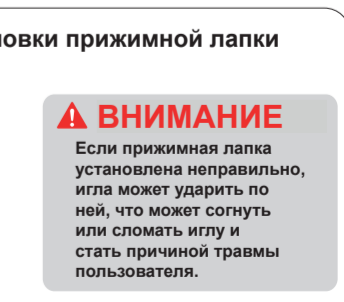 овки прижимной лапки
ВНИМАНИЕ
Если прижимная лапка
установлена неправильно,
игла может ударить по
ней, что может согнуть
или сломать иглу и
стать причиной травмы
пользователя.